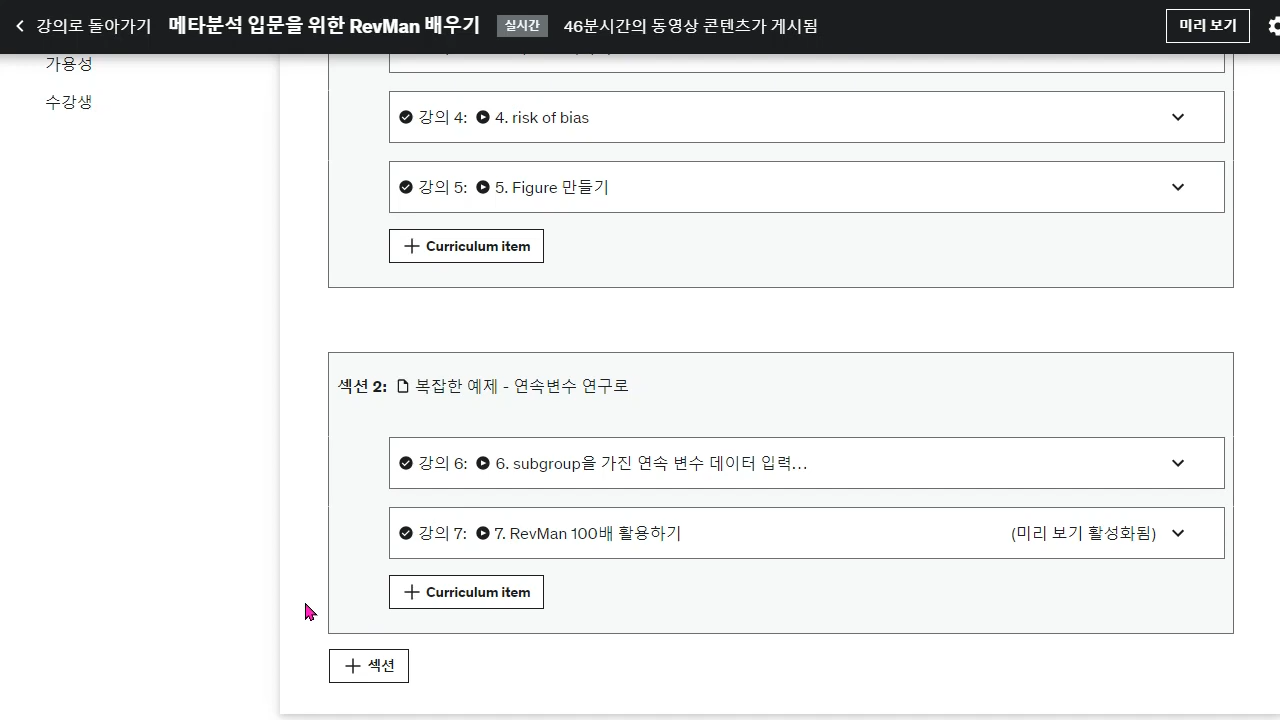 강의로 돌아가기 메타분석 입문을 위한 RevMan 배우기 실시간 46분시간의 동영상 콘텐츠가 게시됨 미리 보기
가용성
수강생
강의 4: 4. risk of bias
강의 5: 5. Figure 만들기
Curriculum item
섹션 2: 복잡한 예제 - 연속변수 연구로
강의 6: 6. subgroup을 가진 연속 변수 데이터 입력...
강의 7: 7. RevMan 100배 활용하기 (미리 보기 활성화됨)
Curriculum item
섹션